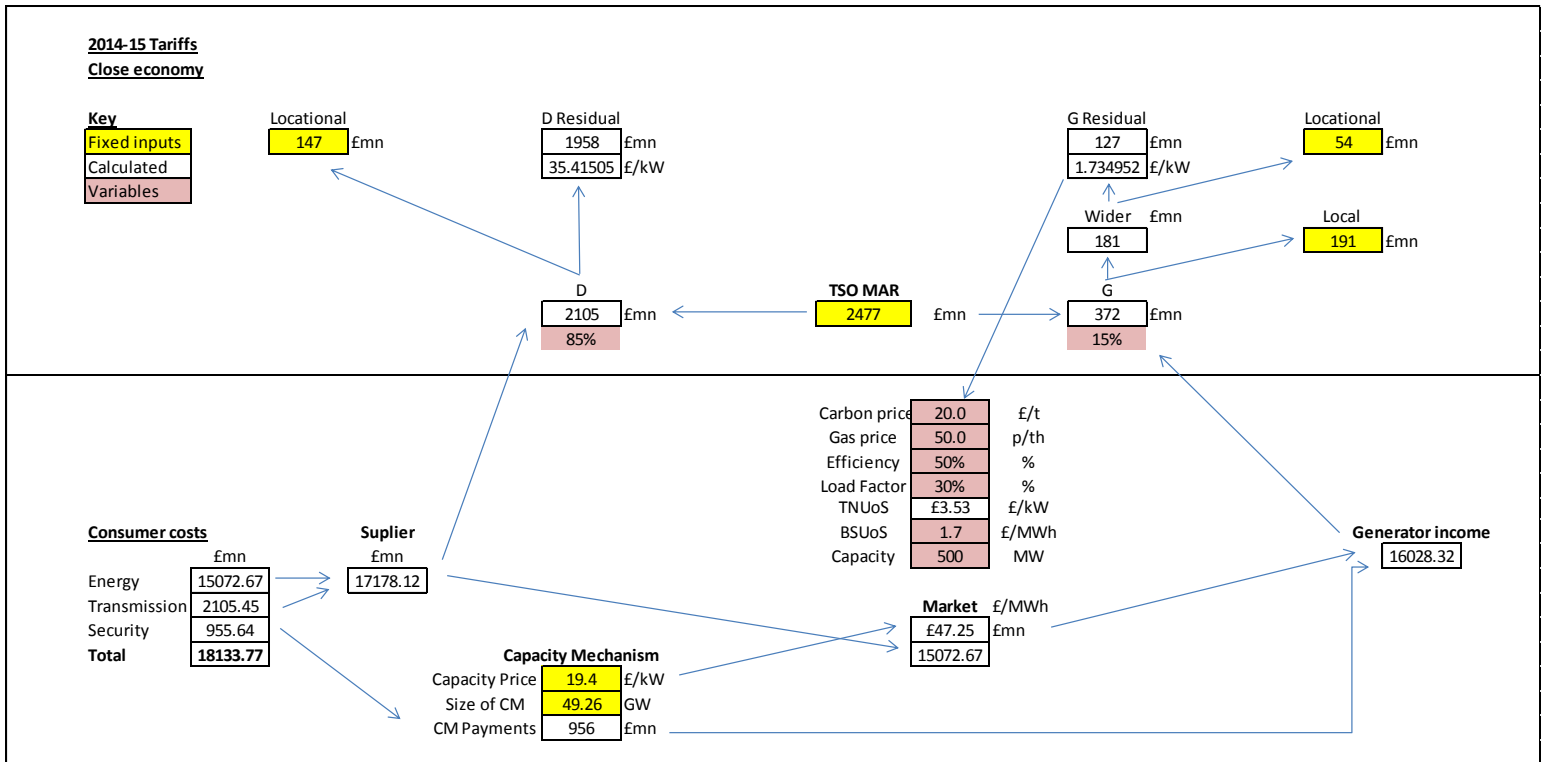 2014-15 Tariffs
Close economy
Key Locational D Residual G Residual Locational
Fixed inputs 147 £mn 1958 £mn 127 £mn 54 £mn
Calculated 35.41505 £/kW 1.734952 £/kW
Variables
Wider £mn Local
181 191 £mn
D TSO MAR G
2105 £mn 2477 £mn 372 £mn
85% 15%
Carbon price 20.0 £/t
Gas price 50.0 p/th
Efficiency 50% %
Load Factor 30% %
TNUoS £3.53 £/kW
Consumer costs Suplier BSUoS 1.7 £/MWh Generator income
£mn £mn Capacity 500 MW 16028.32
Energy 15072.67 17178.12
Transmission 2105.45 Market £/MWh
Security 955.64 £47.25 £mn
Total 18133.77 Capacity Mechanism 15072.67
Capacity Price 19.4 £/kW
Size of CM 49.26 GW
CM Payments 956 £mn